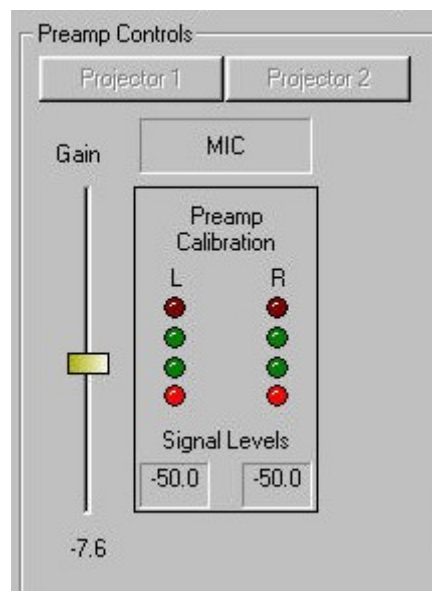 Preamp Controls
Projector 1 Projector 2
Gain MIC
Preamp
Calibration
L R
Signal Levels
-50.0 -50.0
-7.6